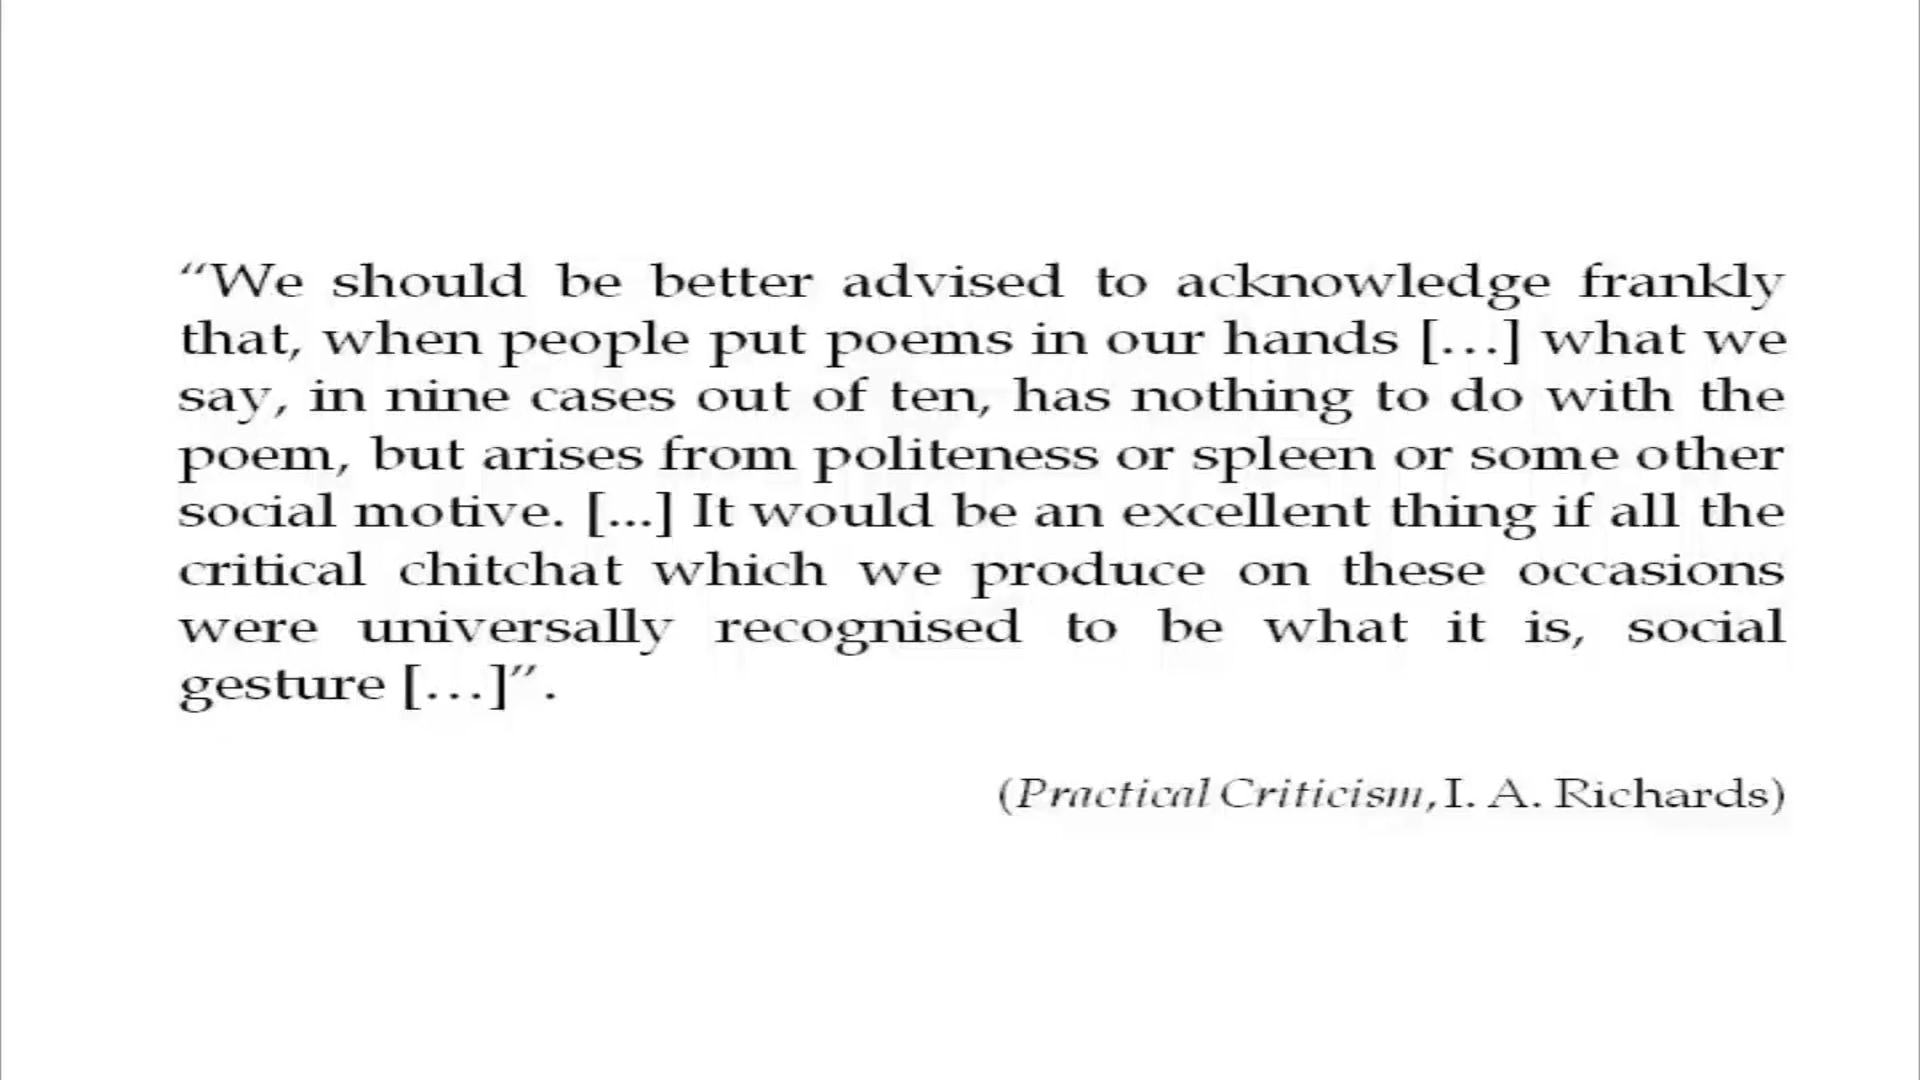 “We should be better advised to acknowledge frankly
that, when people put poems in our hands […] what we
say, in nine cases out of ten, has nothing to do with the
poem, but arises from politeness or spleen or some other
social motive. [...] It would be an excellent thing if all the
critical chitchat which we produce on these occasions
were universally recognised to be what it is, social
gesture […]”.
(Practical Criticism, I. A. Richards)